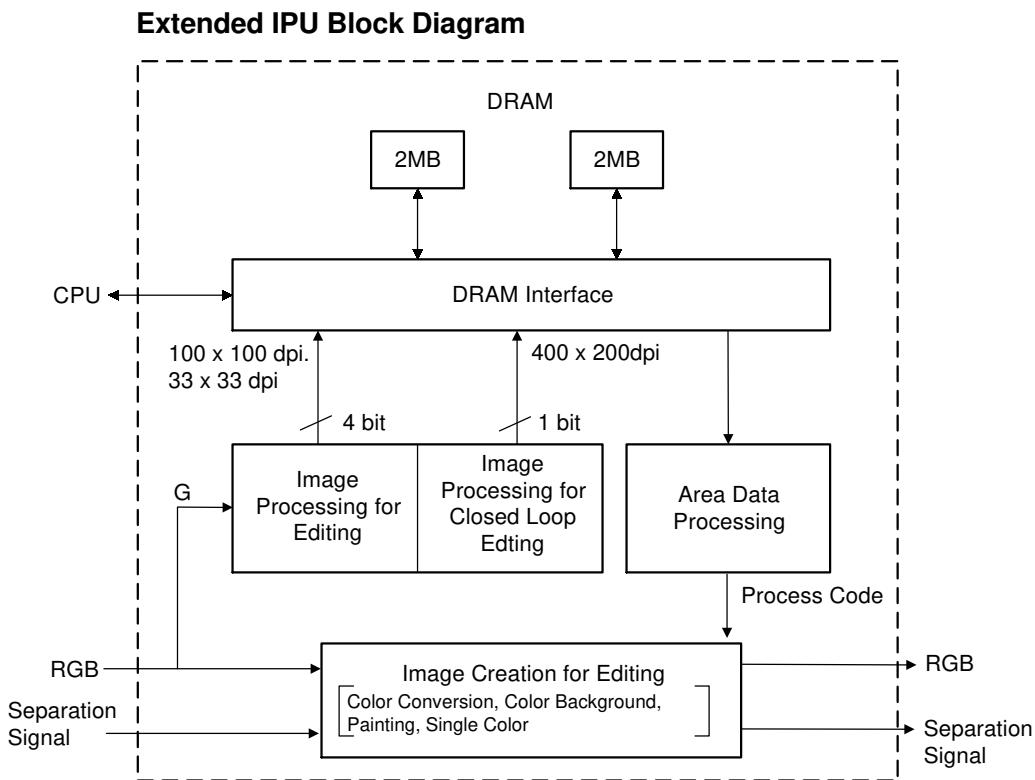 Extended IPU Block Diagram
DRAM
2MB
2MB
CPU
DRAM Interface
100 x 100 dpi.
33 x 33 dpi
400 x 200dpi
4 bit
1 bit
G
Image
Processing for
Editing
Image
Processing for
Closed Loop
Edting
Area Data
Processing
Process Code
RGB
Image Creation for Editing
Color Conversion, Color Background,
Painting, Single Color
RGB
Separation
Signal
Separation
Signal